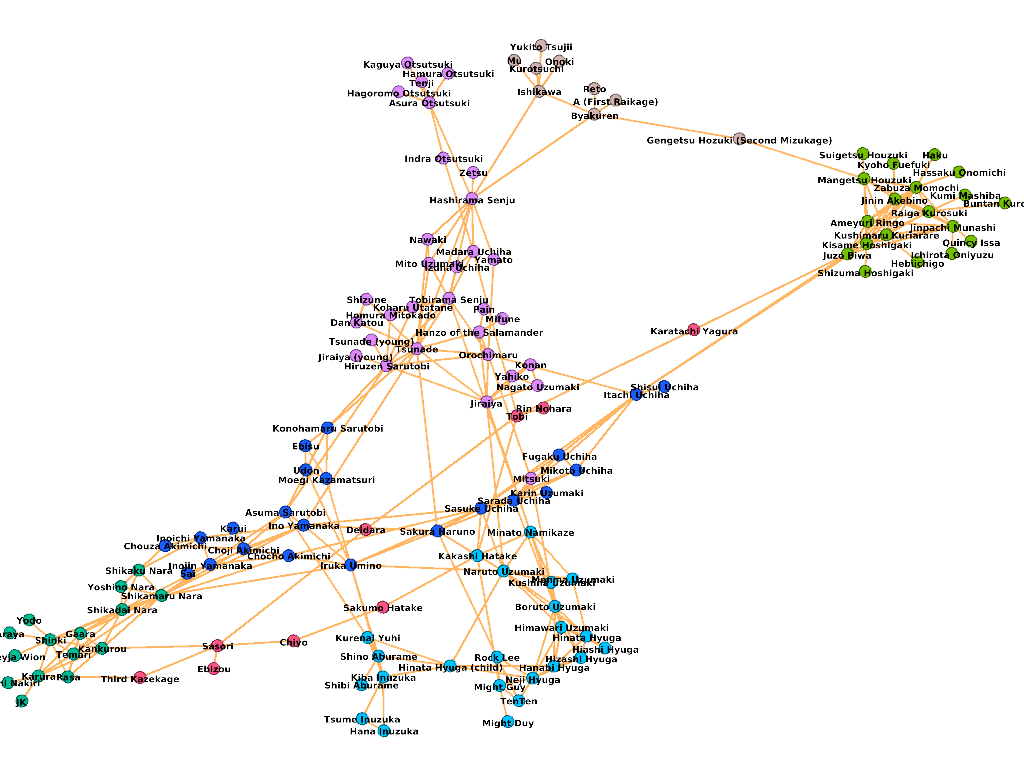 Yukito Tsujii
Mu
Onoki
Kurotsuchi
Kaguya Otsutsuki
Hamura Otsutsuki
Tenji
Hagoromo Otsutsuki
Asura Otsutsuki
Ishikawa
Reto
A (First Raikage)
Byakuren
Gengetsu Hozuki (Second Mizukage)
Indra Otsutsuki
Zetsu
Hashirama Senju
Suigetsu Houzuki
Haku
Kyoho Fuefuki
Hassaku Onomichi
Mangetsu Houzuki
Zabuza Momochi
Kumi Mashiba
Jinin Akebino
Buntan Kuro
Raiga Kurosuki
Ameyuri Ringo
Jinpachi Munashi
Kushimaru Kuriarare
Kisame Hoshigaki
Quincy Issa
Juzo Biwa
Ichirota Oniyuzu
Hebiichigo
Shizuma Hoshigaki
Nawaki
Madara Uchiha
Mito Uzumaki
Izuna Uchiha
Yamato
Shizune
Tobirama Senju
Koharu Utatane
Homura Mitokado
Pain
Mifune
Dan Katou
Hanzo of the Salamander
Karatachi Yagura
Tsunade (young)
Tsunade
Jiraiya (young)
Orochimaru
Hiruzen Sarutobi
Konan
Yahiko
Nagato Uzumaki
Shisui Uchiha
Itachi Uchiha
Jiraiya
Rin Nohara
Tobi
Konohamaru Sarutobi
Ebisu
Fugaku Uchiha
Udon
Mikoto Uchiha
Moegi Kazamatsuri
Mitsuki
Karin Uzumaki
Sarada Uchiha
Sasuke Uchiha
Asuma Sarutobi
Ino Yamanaka
Karui
Deidara
Sakura Haruno
Minato Namikaze
Inoichi Yamanaka
Chouza Akimichi
Choji Akimichi
Chocho Akimichi
Kakashi Hatake
Inojin Yamanaka
Iruka Umino
Shikaku Nara
Sai
Naruto Uzumaki
Yoshino Nara
Shikamaru Nara
Boruto Uzumaki
Sakumo Hatake
Shikadai Nara
Yodo
Himawari Uzumaki
Shinki
Gaara
Kurenai Yuhi
Hinata Hyuga
Chiyo
Sasori
Kankurou
Hiashi Hyuga
Temari
Shino Aburame
Rock Lee
Hizashi Hyuga
Hinata Hyuga (child)
Hanabi Hyuga
Ebizou
Karura
Rasa
Third Kazekage
Kiba Inuzuka
Neji Hyuga
Shibi Aburame
Might Guy
JK
TenTen
Tsume Inuzuka
Might Duy
Hana Inuzuka